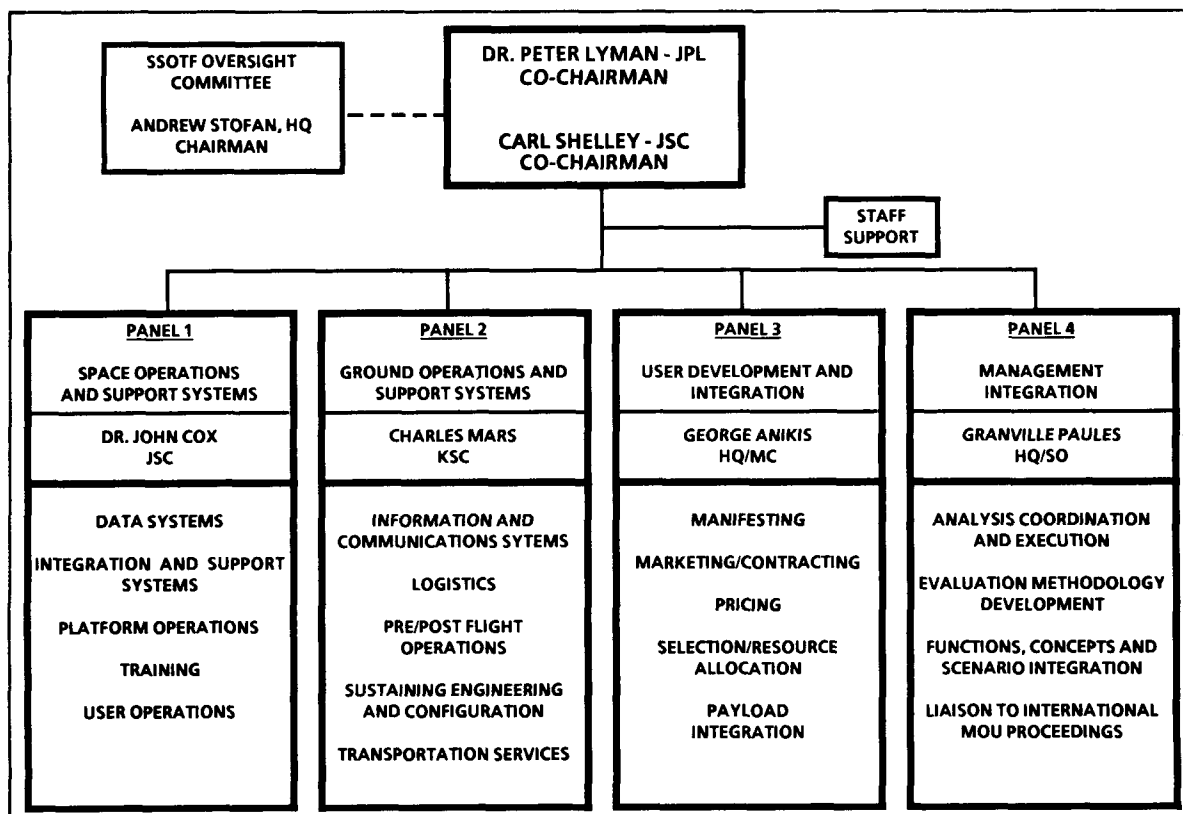 SSOTF OVERSIGHT
COMMITTEE
ANDREW STOFAN, HQ
CHAIRMAN
DR. PETER LYMAN - JPL
CO-CHAIRMAN
CARL SHELLEY - JSC
CO-CHAIRMAN
STAFF
SUPPORT
PANEL 1
SPACE OPERATIONS
AND SUPPORT SYSTEMS
DR. JOHN COX
JSC
DATA SYSTEMS
INTEGRATION AND SUPPORT
SYSTEMS
PLATFORM OPERATIONS
TRAINING
USER OPERATIONS
PANEL 2
GROUND OPERATIONS AND
SUPPORT SYSTEMS
CHARLES MARS
KSC
INFORMATION AND
COMMUNICATIONS SYTEMS
LOGISTICS
PRE/POST FLIGHT
OPERATIONS
SUSTAINING ENGINEERING
AND CONFIGURATION
TRANSPORTATION SERVICES
PANEL 3
USER DEVELOPMENT AND
INTEGRATION
GEORGE ANIKIS
HQ/MC
MANIFESTING
MARKETING/CONTRACTING
PRICING
SELECTION/RESOURCE
ALLOCATION
PAYLOAD
INTEGRATION
PANEL 4
MANAGEMENT
INTEGRATION
GRANVILLE PAULES
HQ/SO
ANALYSIS COORDINATION
AND EXECUTION
EVALUATION METHODOLOGY
DEVELOPMENT
FUNCTIONS, CONCEPTS AND
SCENARIO INTEGRATION
LIAISON TO INTERNATIONAL
MOU PROCEEDINGS